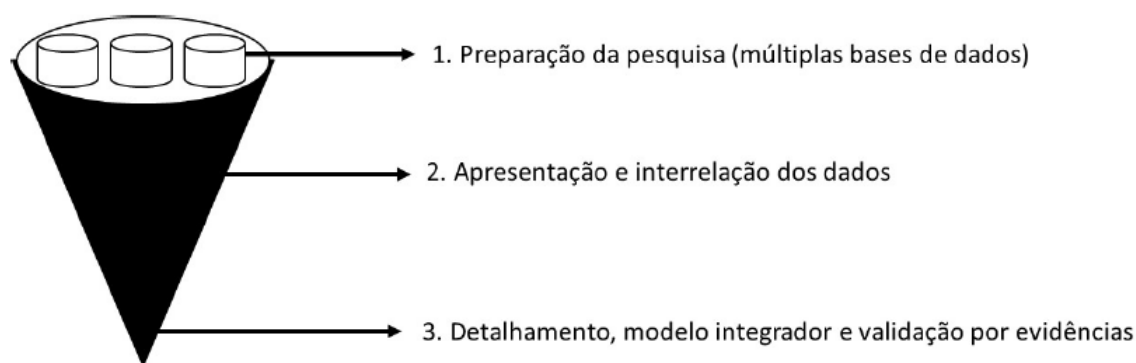 1. Preparação da pesquisa (múltiplas bases de dados)
2. Apresentação e interrelação dos dados
3. Detalhamento, modelo integrador e validação por evidências